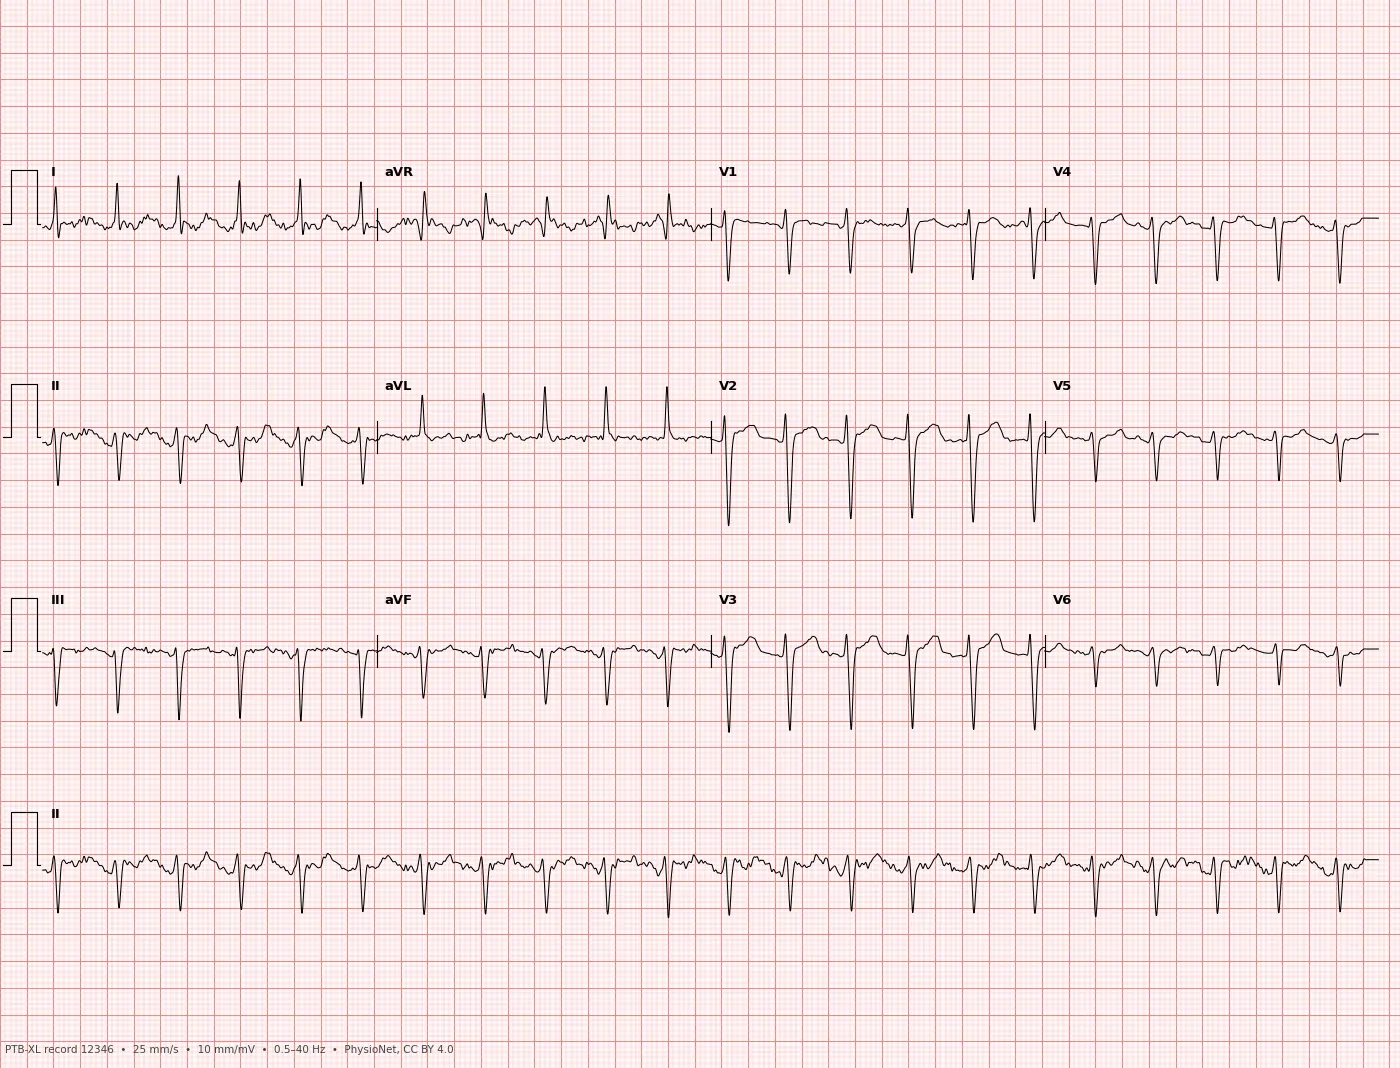 I aVR V1 V4
II aVL V2 V5
III aVF V3 V6
II
PTB-XL record 12346 • 25 mm/s • 10 mm/mV • 0.5–40 Hz • PhysioNet, CC BY 4.0